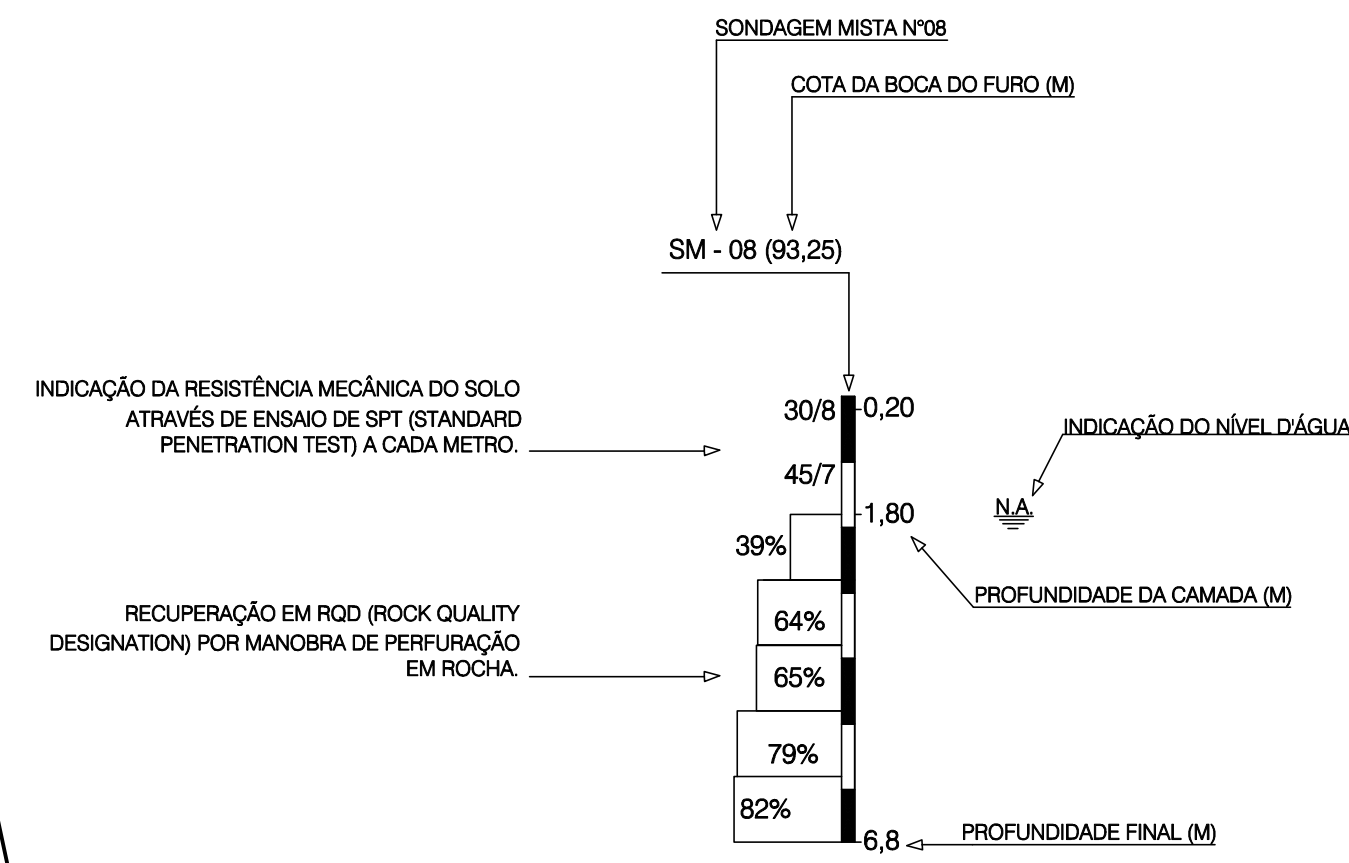 SONDAGEM MISTA N°08
COTA DA BOCA DO FURO (M)
SM - 08 (93,25)
INDICAÇÃO DA RESISTÊNCIA MECÂNICA DO SOLO
ATRAVÉS DE ENSAIO DE SPT (STANDARD
PENETRATION TEST) A CADA METRO.
30/8
0,20
INDICAÇÃO DO NÍVEL D'ÁGUA
45/7
1,80
N.A.
39%
PROFUNDIDADE DA CAMADA (M)
RECUPERAÇÃO EM RQD (ROCK QUALITY
DESIGNATION) POR MANOBRA DE PERFURAÇÃO
EM ROCHA.
64%
65%
79%
82%
6,8
PROFUNDIDADE FINAL (M)